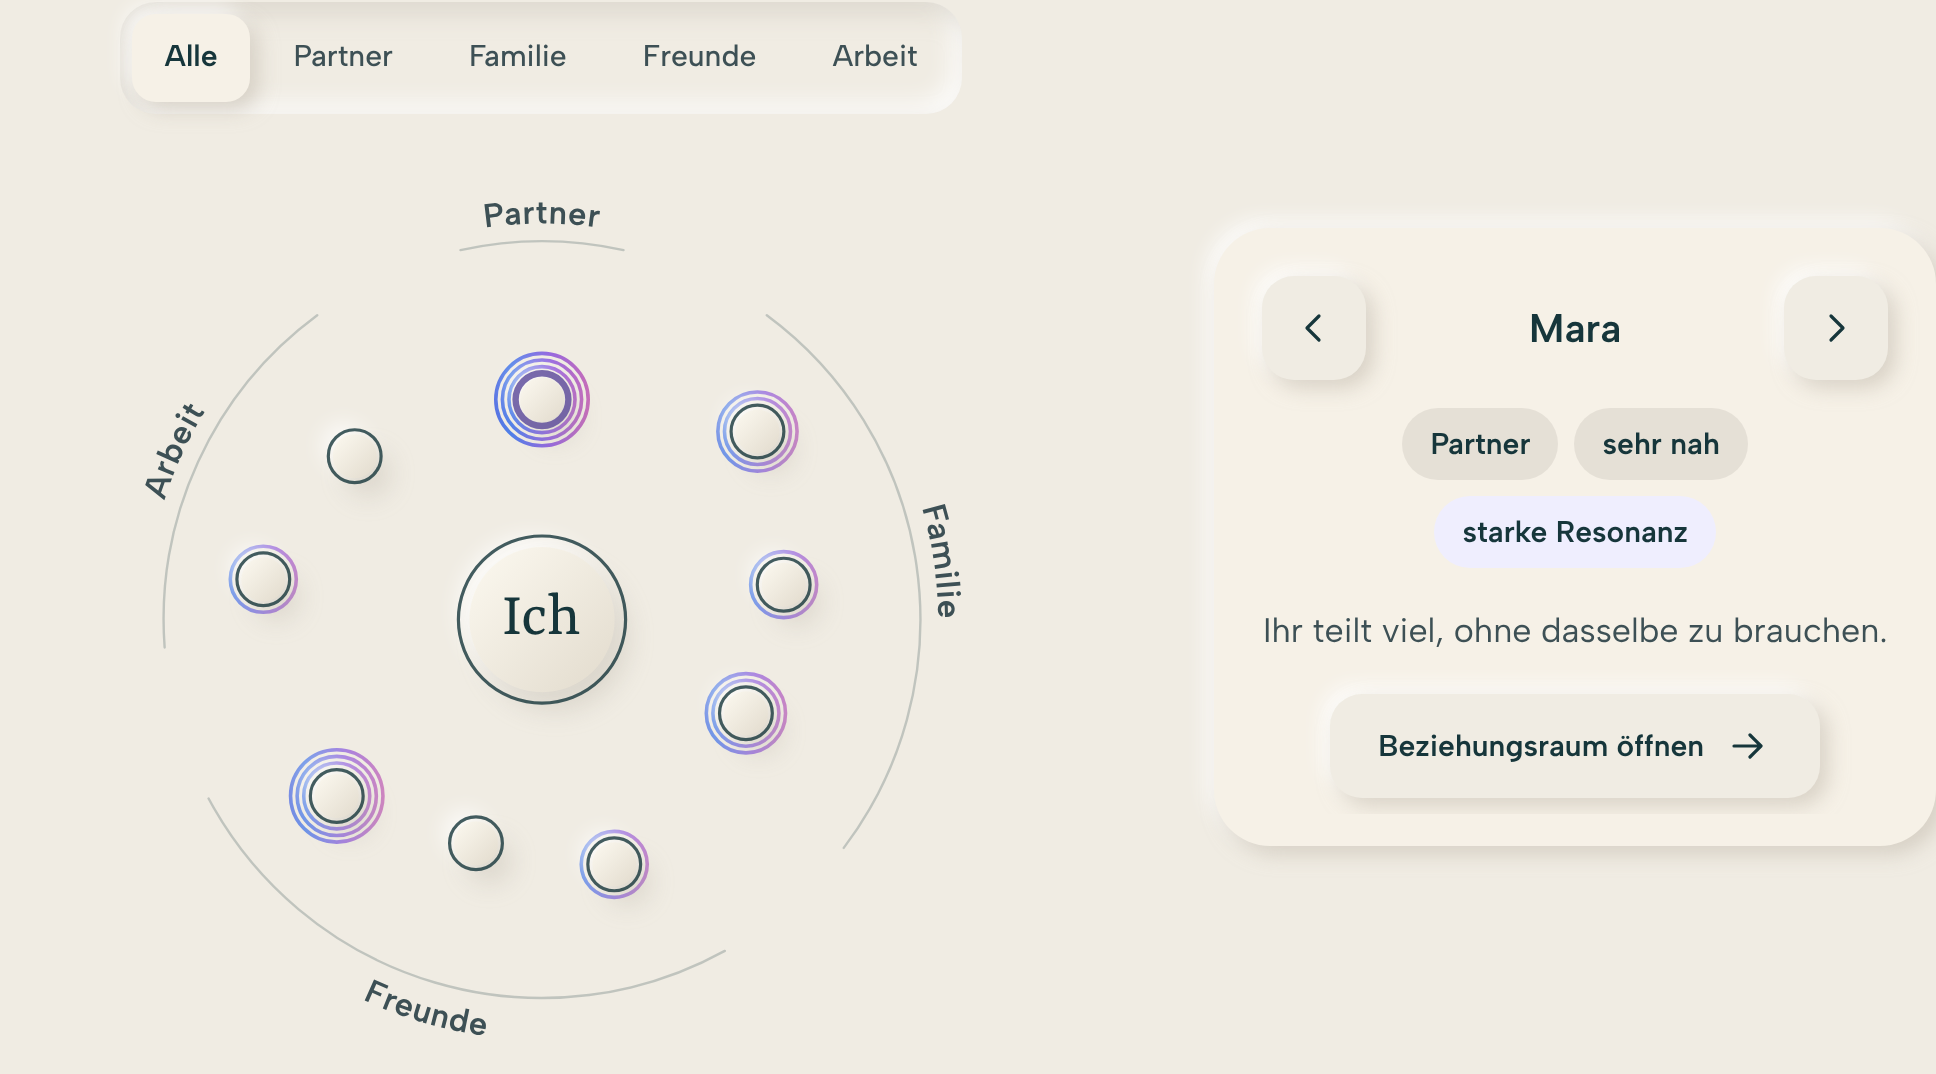 Alle Partner Familie Freunde Arbeit
Partner
Arbeit
Familie
Ich
Freunde
Mara
Partner sehr nah
starke Resonanz
Ihr teilt viel, ohne dasselbe zu brauchen.
Beziehungsraum öffnen